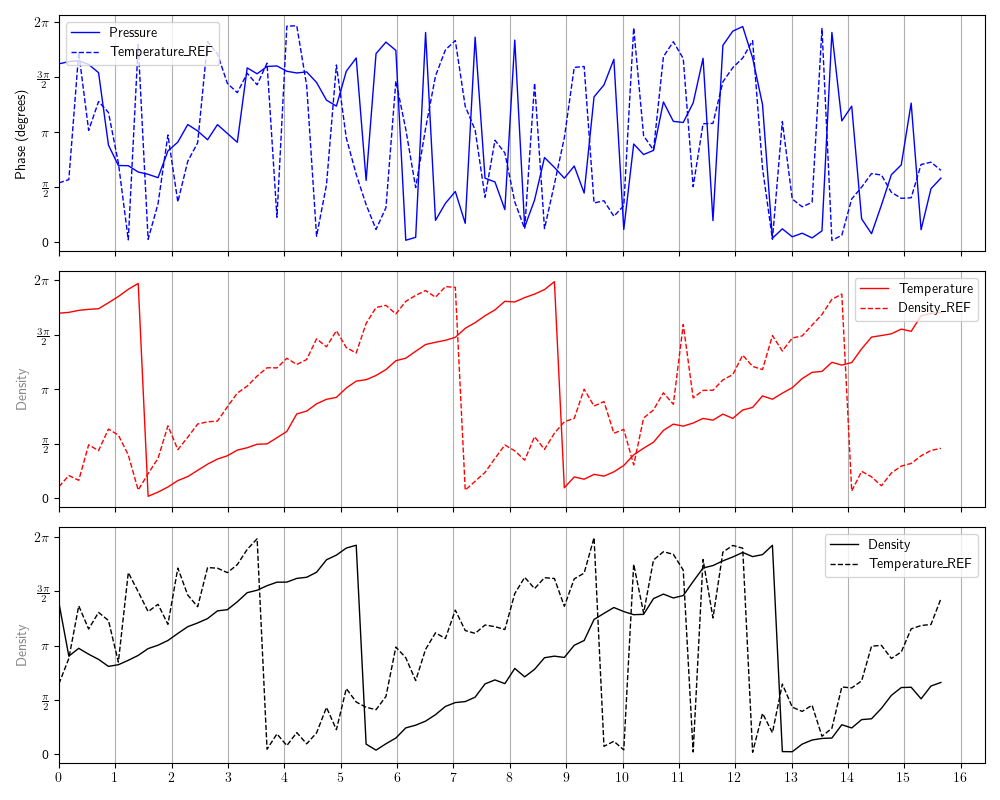 2π
3π/2
π
π/2
0
Phase (degrees)
Pressure
Temperature_REF
2π
3π/2
π
π/2
0
Density
Temperature
Density_REF
2π
3π/2
π
π/2
0
Density
Density
Temperature_REF
0 1 2 3 4 5 6 7 8 9 10 11 12 13 14 15 16